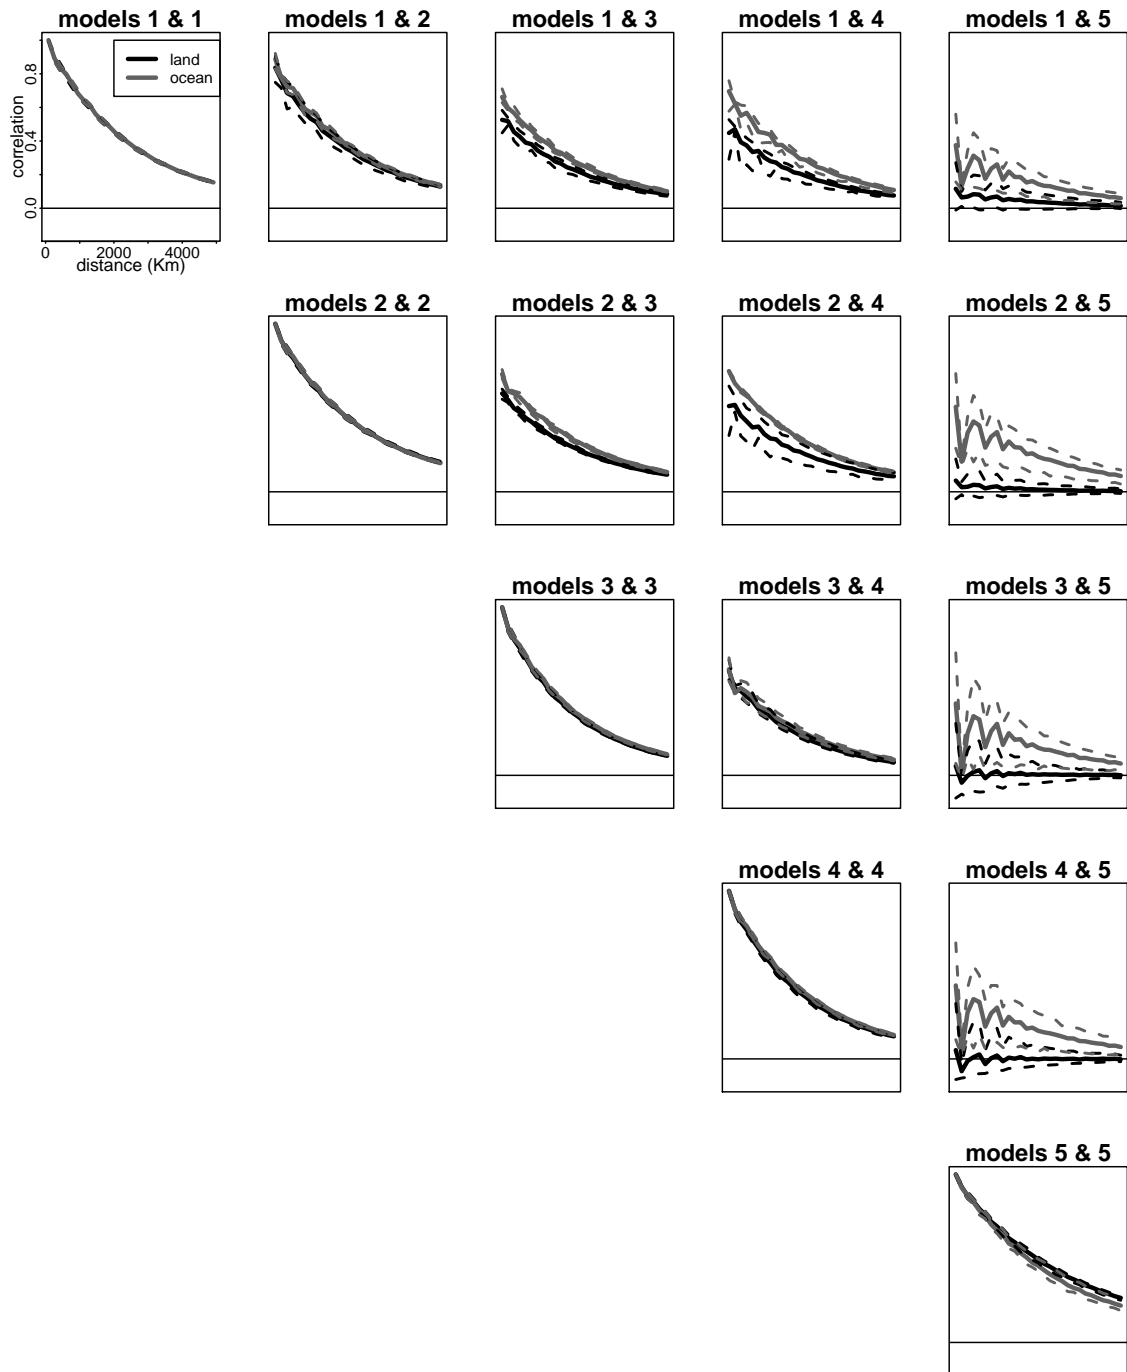 models 1 & 1
models 1 & 2
models 1 & 3
models 1 & 4
models 1 & 5
land
ocean
correlation
0.0
0.4
0.8
0
2000
4000
distance (Km)
models 2 & 2
models 2 & 3
models 2 & 4
models 2 & 5
models 3 & 3
models 3 & 4
models 3 & 5
models 4 & 4
models 4 & 5
models 5 & 5